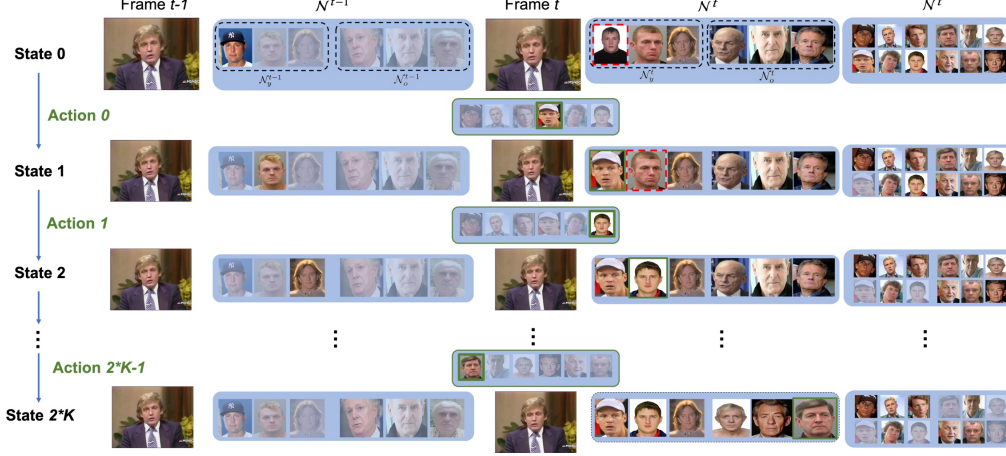 Frame t-1 𝒩^{t-1} Frame t 𝒩^t 𝒩^t
State 0
𝒩_y^{t-1} 𝒩_o^{t-1} 𝒩_y^t 𝒩_o^t
Action 0
State 1
Action 1
State 2
Action 2*K-1
State 2*K